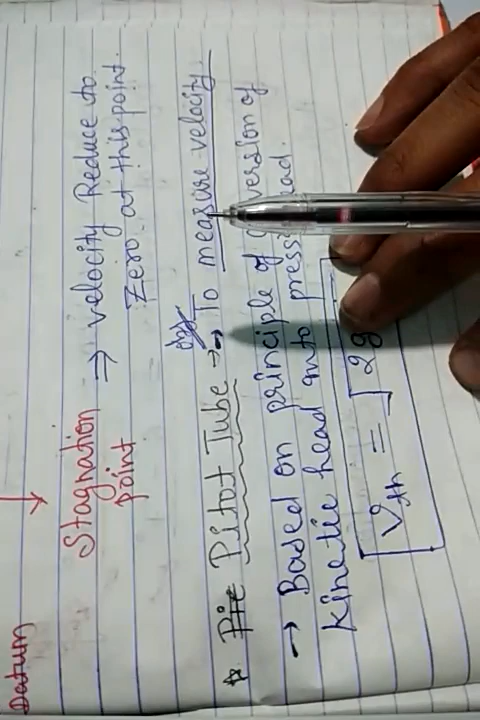 Datum
Stagnation → Velocity Reduce to
point Zero at this point.
Obj
* Pitot Tube → To measure velocity.
→ Based on principle of version of
kinetic head into press ead.
Vth = √2g